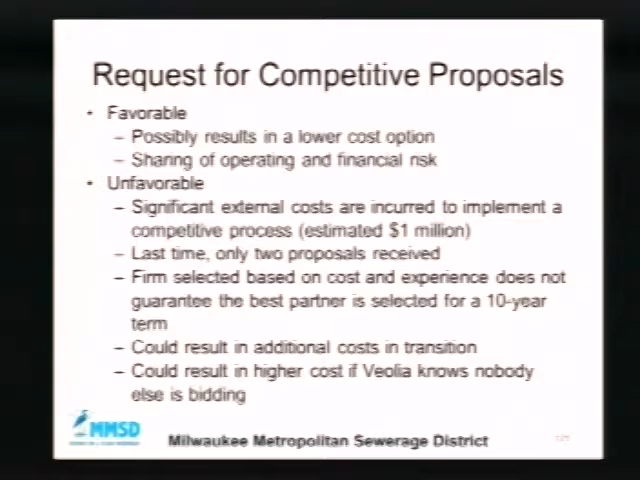 Request for Competitive Proposals
• Favorable
– Possibly results in a lower cost option
– Sharing of operating and financial risk
• Unfavorable
– Significant external costs are incurred to implement a
competitive process (estimated $1 million)
– Last time, only two proposals received
– Firm selected based on cost and experience does not
guarantee the best partner is selected for a 10-year
term
– Could result in additional costs in transition
– Could result in higher cost if Veolia knows nobody
else is bidding
MMSD
Milwaukee Metropolitan Sewerage District